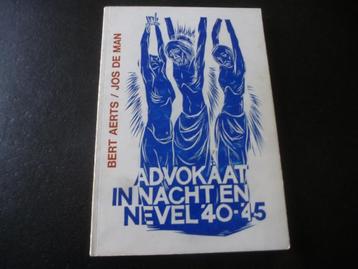 BERT AERTS / JOS DE MAN
ADVOKAAT
IN NACHT EN
NEVEL '40-'45